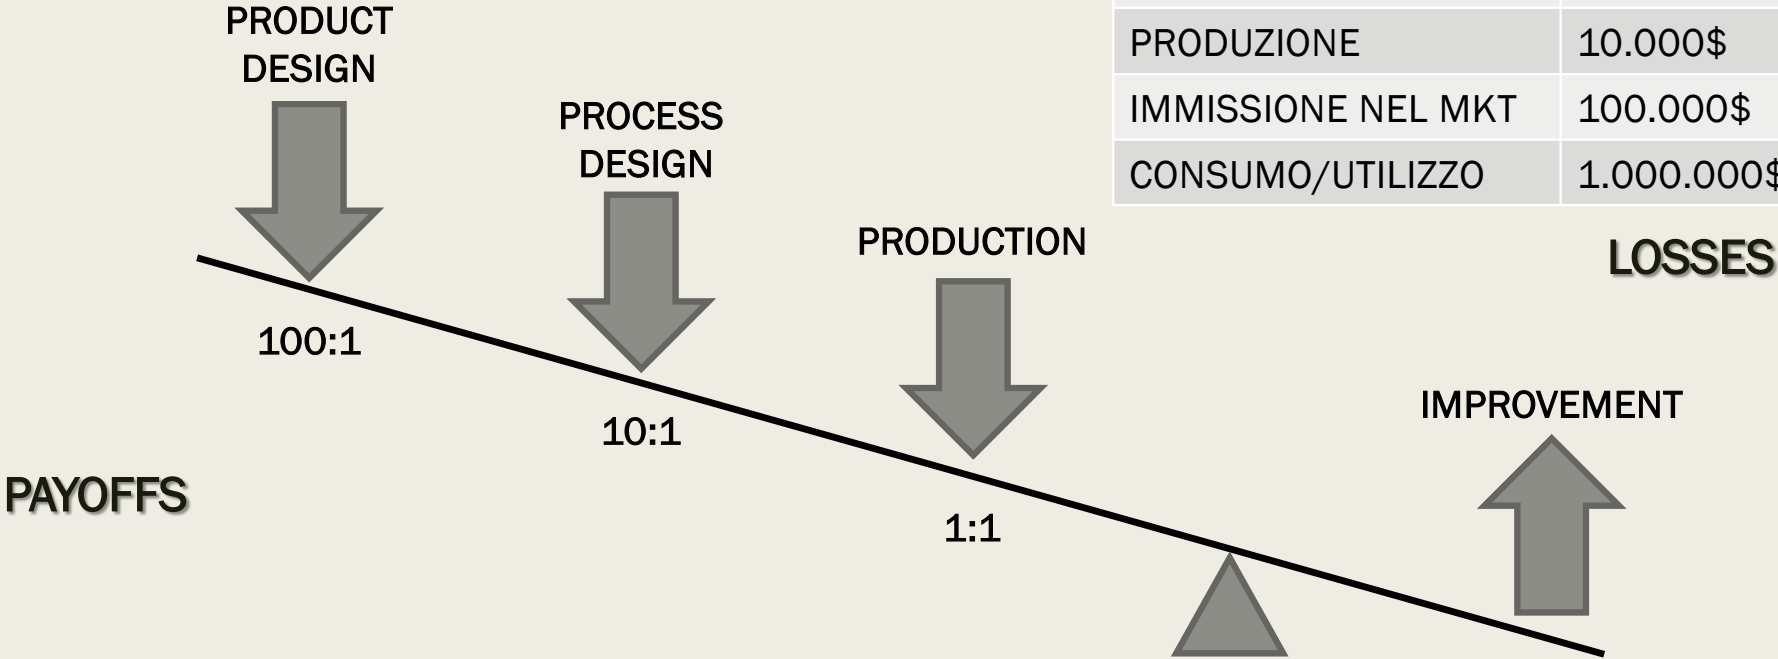 PRODUCT
DESIGN
PROCESS
DESIGN
PRODUCTION
PRODUZIONE 10.000$
IMMISSIONE NEL MKT 100.000$
CONSUMO/UTILIZZO 1.000.000$
LOSSES
100:1
10:1
IMPROVEMENT
PAYOFFS
1:1